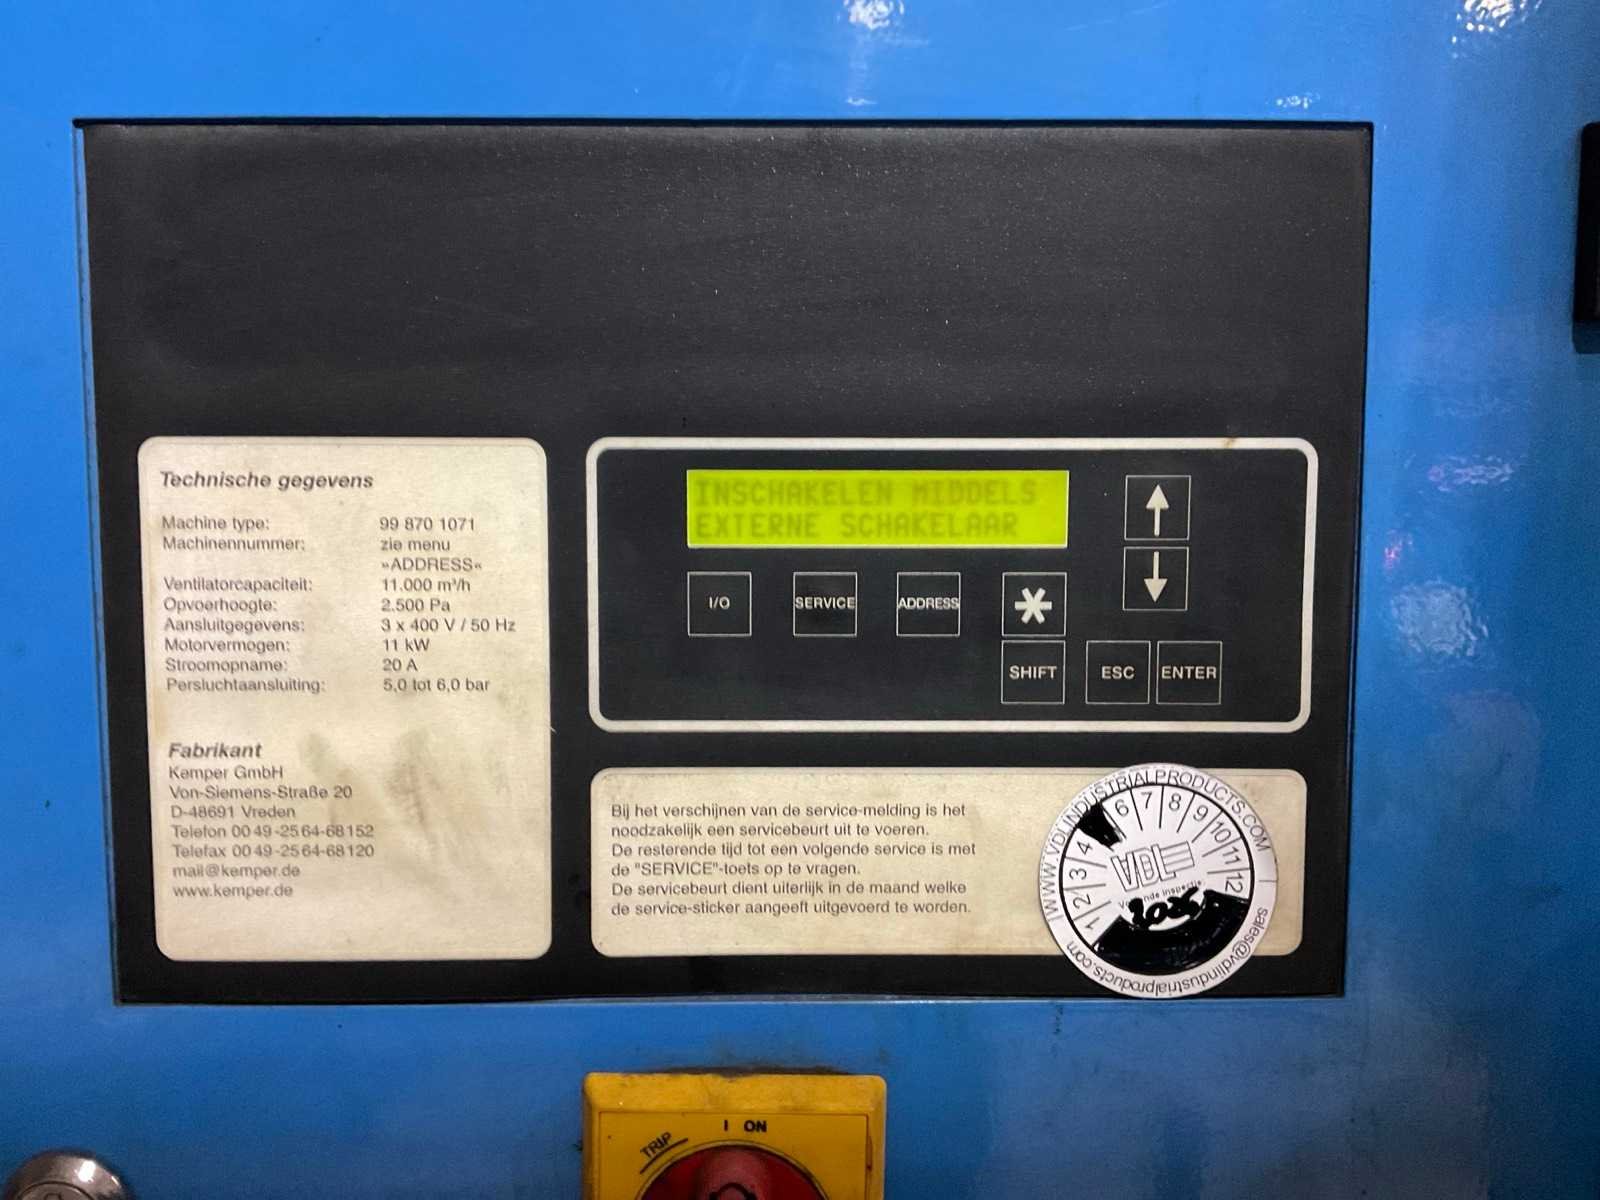 Technische gegevens
Machine type: 99 870 1071
Machinennummer: zie menu
»ADDRESS«
Ventilatorcapaciteit: 11.000 m³/h
Opvoerhoogte: 2.500 Pa
Aansluitgegevens: 3 x 400 V / 50 Hz
Motorvermogen: 11 kW
Stroomopname: 20 A
Persluchtaansluiting: 5,0 tot 6,0 bar
Fabrikant
Kemper GmbH
Von-Siemens-Straße 20
D-48691 Vreden
Telefon 00 49 -25 64-68 152
Telefax 00 49 -25 64-68 120
mail@kemper.de
www.kemper.de
INSCHAKELEN MIDDELS
EXTERNE SCHAKELAAR
I/O SERVICE ADDRESS
SHIFT ESC ENTER
Bij het verschijnen van de service-melding is het
noodzakelijk een servicebeurt uit te voeren.
De resterende tijd tot een volgende service is met
de "SERVICE"-toets op te vragen.
De servicebeurt dient uiterlijk in de maand welke
de service-sticker aangeeft uitgevoerd te worden.
WWW.VDLINDUSTRIALPRODUCTS.COM
1 2 3 4 6 7 8 9 10 11 12
VDL
inspectie
sales@vdlindustrialproducts.com
I ON
TRIP